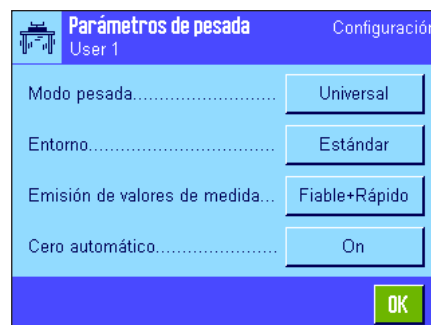 Parámetros de pesada Configuración
User 1
Modo pesada......................... Universal
Entorno................................. Estándar
Emisión de valores de medida... Fiable+Rápido
Cero automático..................... On
OK